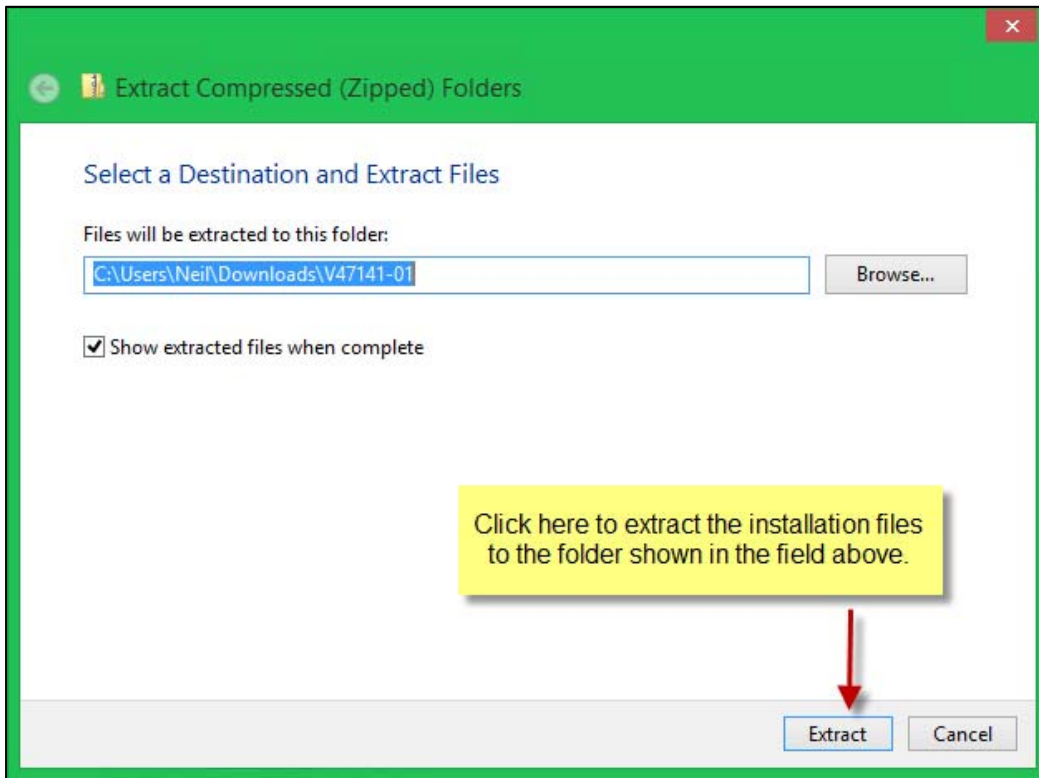 Extract Compressed (Zipped) Folders
Select a Destination and Extract Files
Files will be extracted to this folder:
C:\Users\Neil\Downloads\V47141-01
Browse...
Show extracted files when complete
Click here to extract the installation files
to the folder shown in the field above.
Extract
Cancel